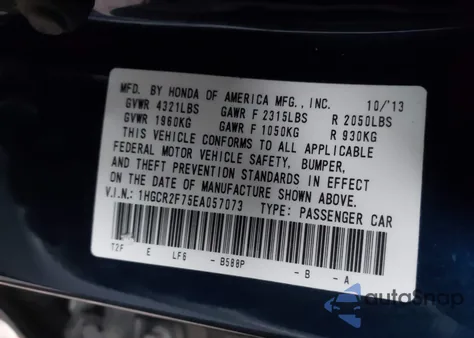 MFD. BY HONDA OF AMERICA MFG., INC. 10/'13
GVWR 4321LBS GAWR F 2315LBS R 2050LBS
GVWR 1960KG GAWR F 1050KG R 930KG
THIS VEHICLE CONFORMS TO ALL APPLICABLE
FEDERAL MOTOR VEHICLE SAFETY, BUMPER,
AND THEFT PREVENTION STANDARDS IN EFFECT
ON THE DATE OF MANUFACTURE SHOWN ABOVE.
V.I.N.: 1HGCR2F75EA057073 TYPE: PASSENGER CAR
T2F E LF6 - B588P - B - A
autoSnap